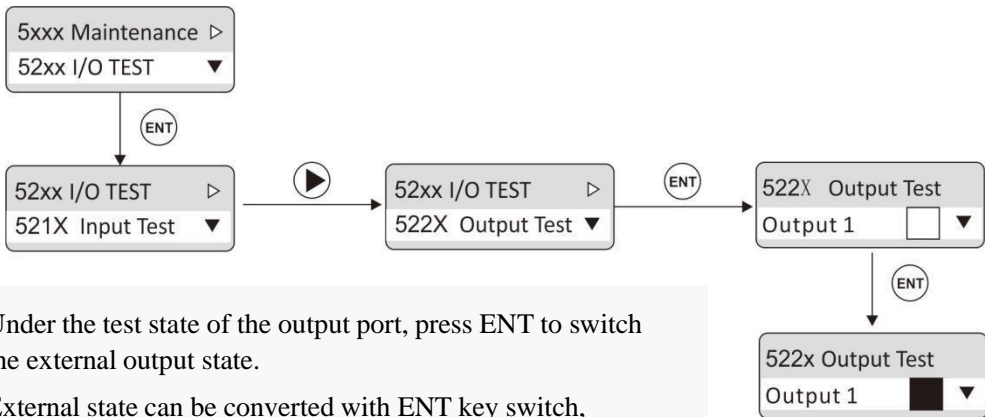 5xxx Maintenance ▷
52xx I/O TEST ▼
ENT
52xx I/O TEST ▷
521X Input Test ▼
52xx I/O TEST ▷
522X Output Test ▼
ENT
522X Output Test
Output 1 ▼
ENT
522x Output Test
Output 1 ▼
Under the test state of the output port, press ENT to switch
the external output state.
External state can be converted with ENT key switch,